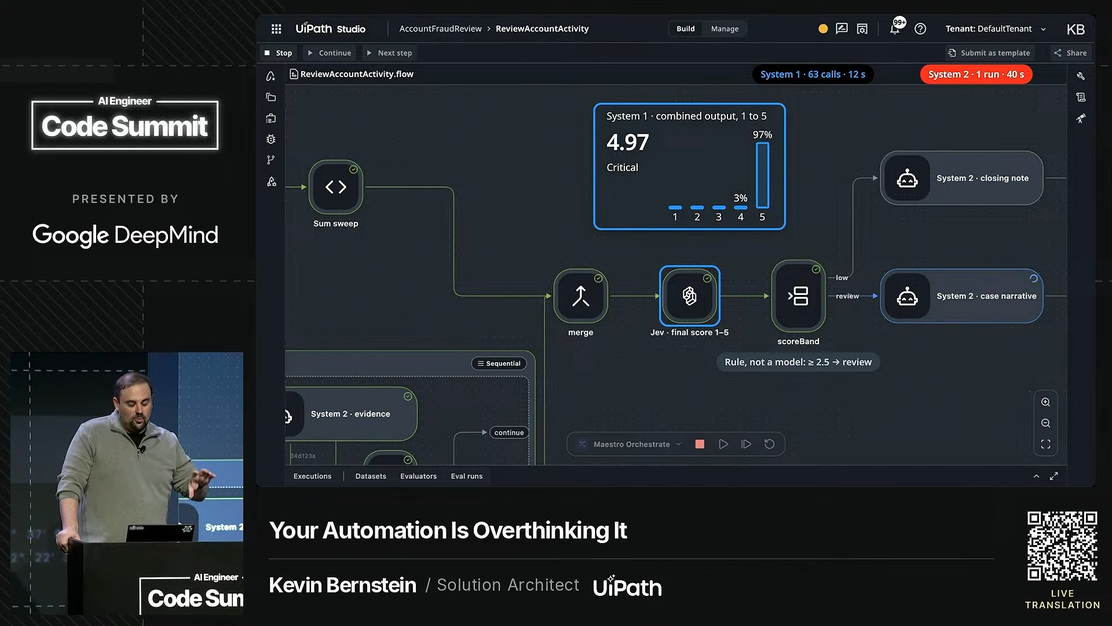 AI Engineer
Code Summit
PRESENTED BY
Google DeepMind
UiPath Studio
AccountFraudReview › ReviewAccountActivity
Build
Manage
99+
Tenant: DefaultTenant
KB
Stop
Continue
Next step
Submit as template
Share
ReviewAccountActivity.flow
System 1 · 63 calls · 12 s
System 2 · 1 run · 40 s
System 1 · combined output, 1 to 5
4.97
97%
Critical
3%
1 2 3 4 5
Sum sweep
System 2 · closing note
low
review
System 2 · case narrative
merge
Jev · final score 1–5
scoreBand
Rule, not a model: ≥ 2.5 → review
Sequential
System 2 · evidence
continue
34d123a
Maestro Orchestrate
Executions
Datasets
Evaluators
Eval runs
System 2
AI Engineer
Code Sum
Your Automation Is Overthinking It
Kevin Bernstein / Solution Architect UiPath
LIVE
TRANSLATION